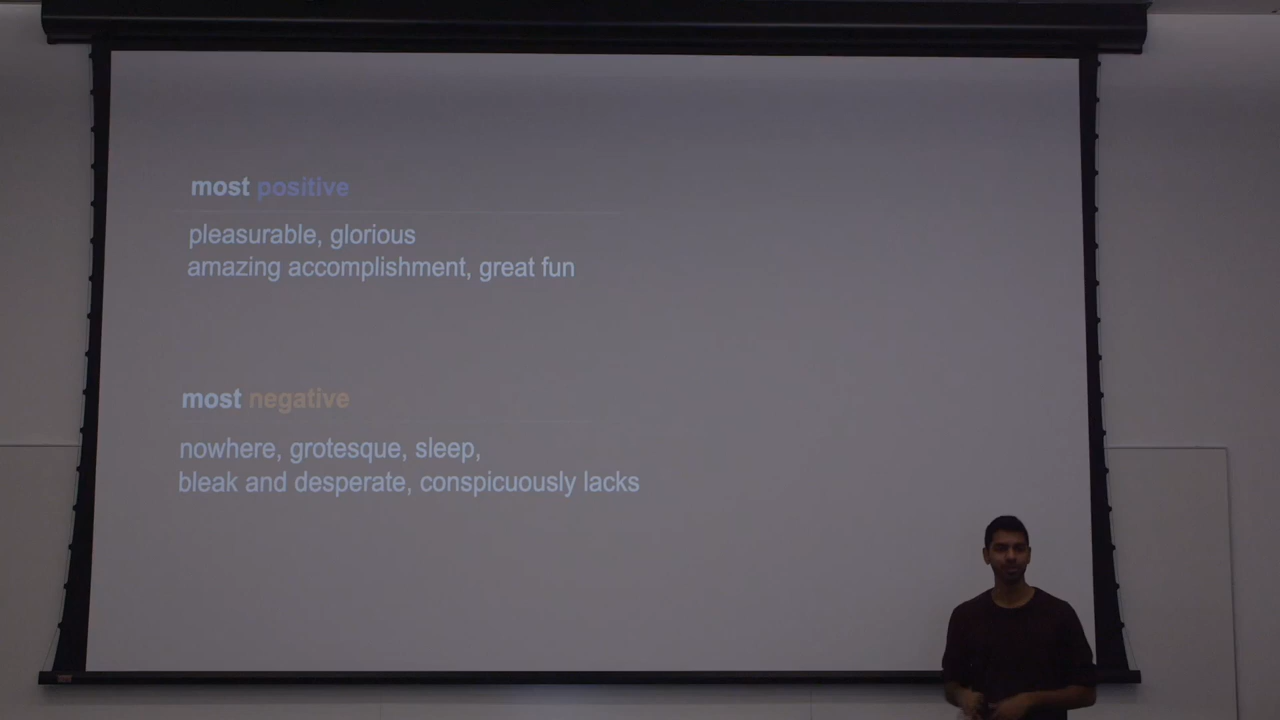 most positive
pleasurable, glorious
amazing accomplishment, great fun
most negative
nowhere, grotesque, sleep,
bleak and desperate, conspicuously lacks